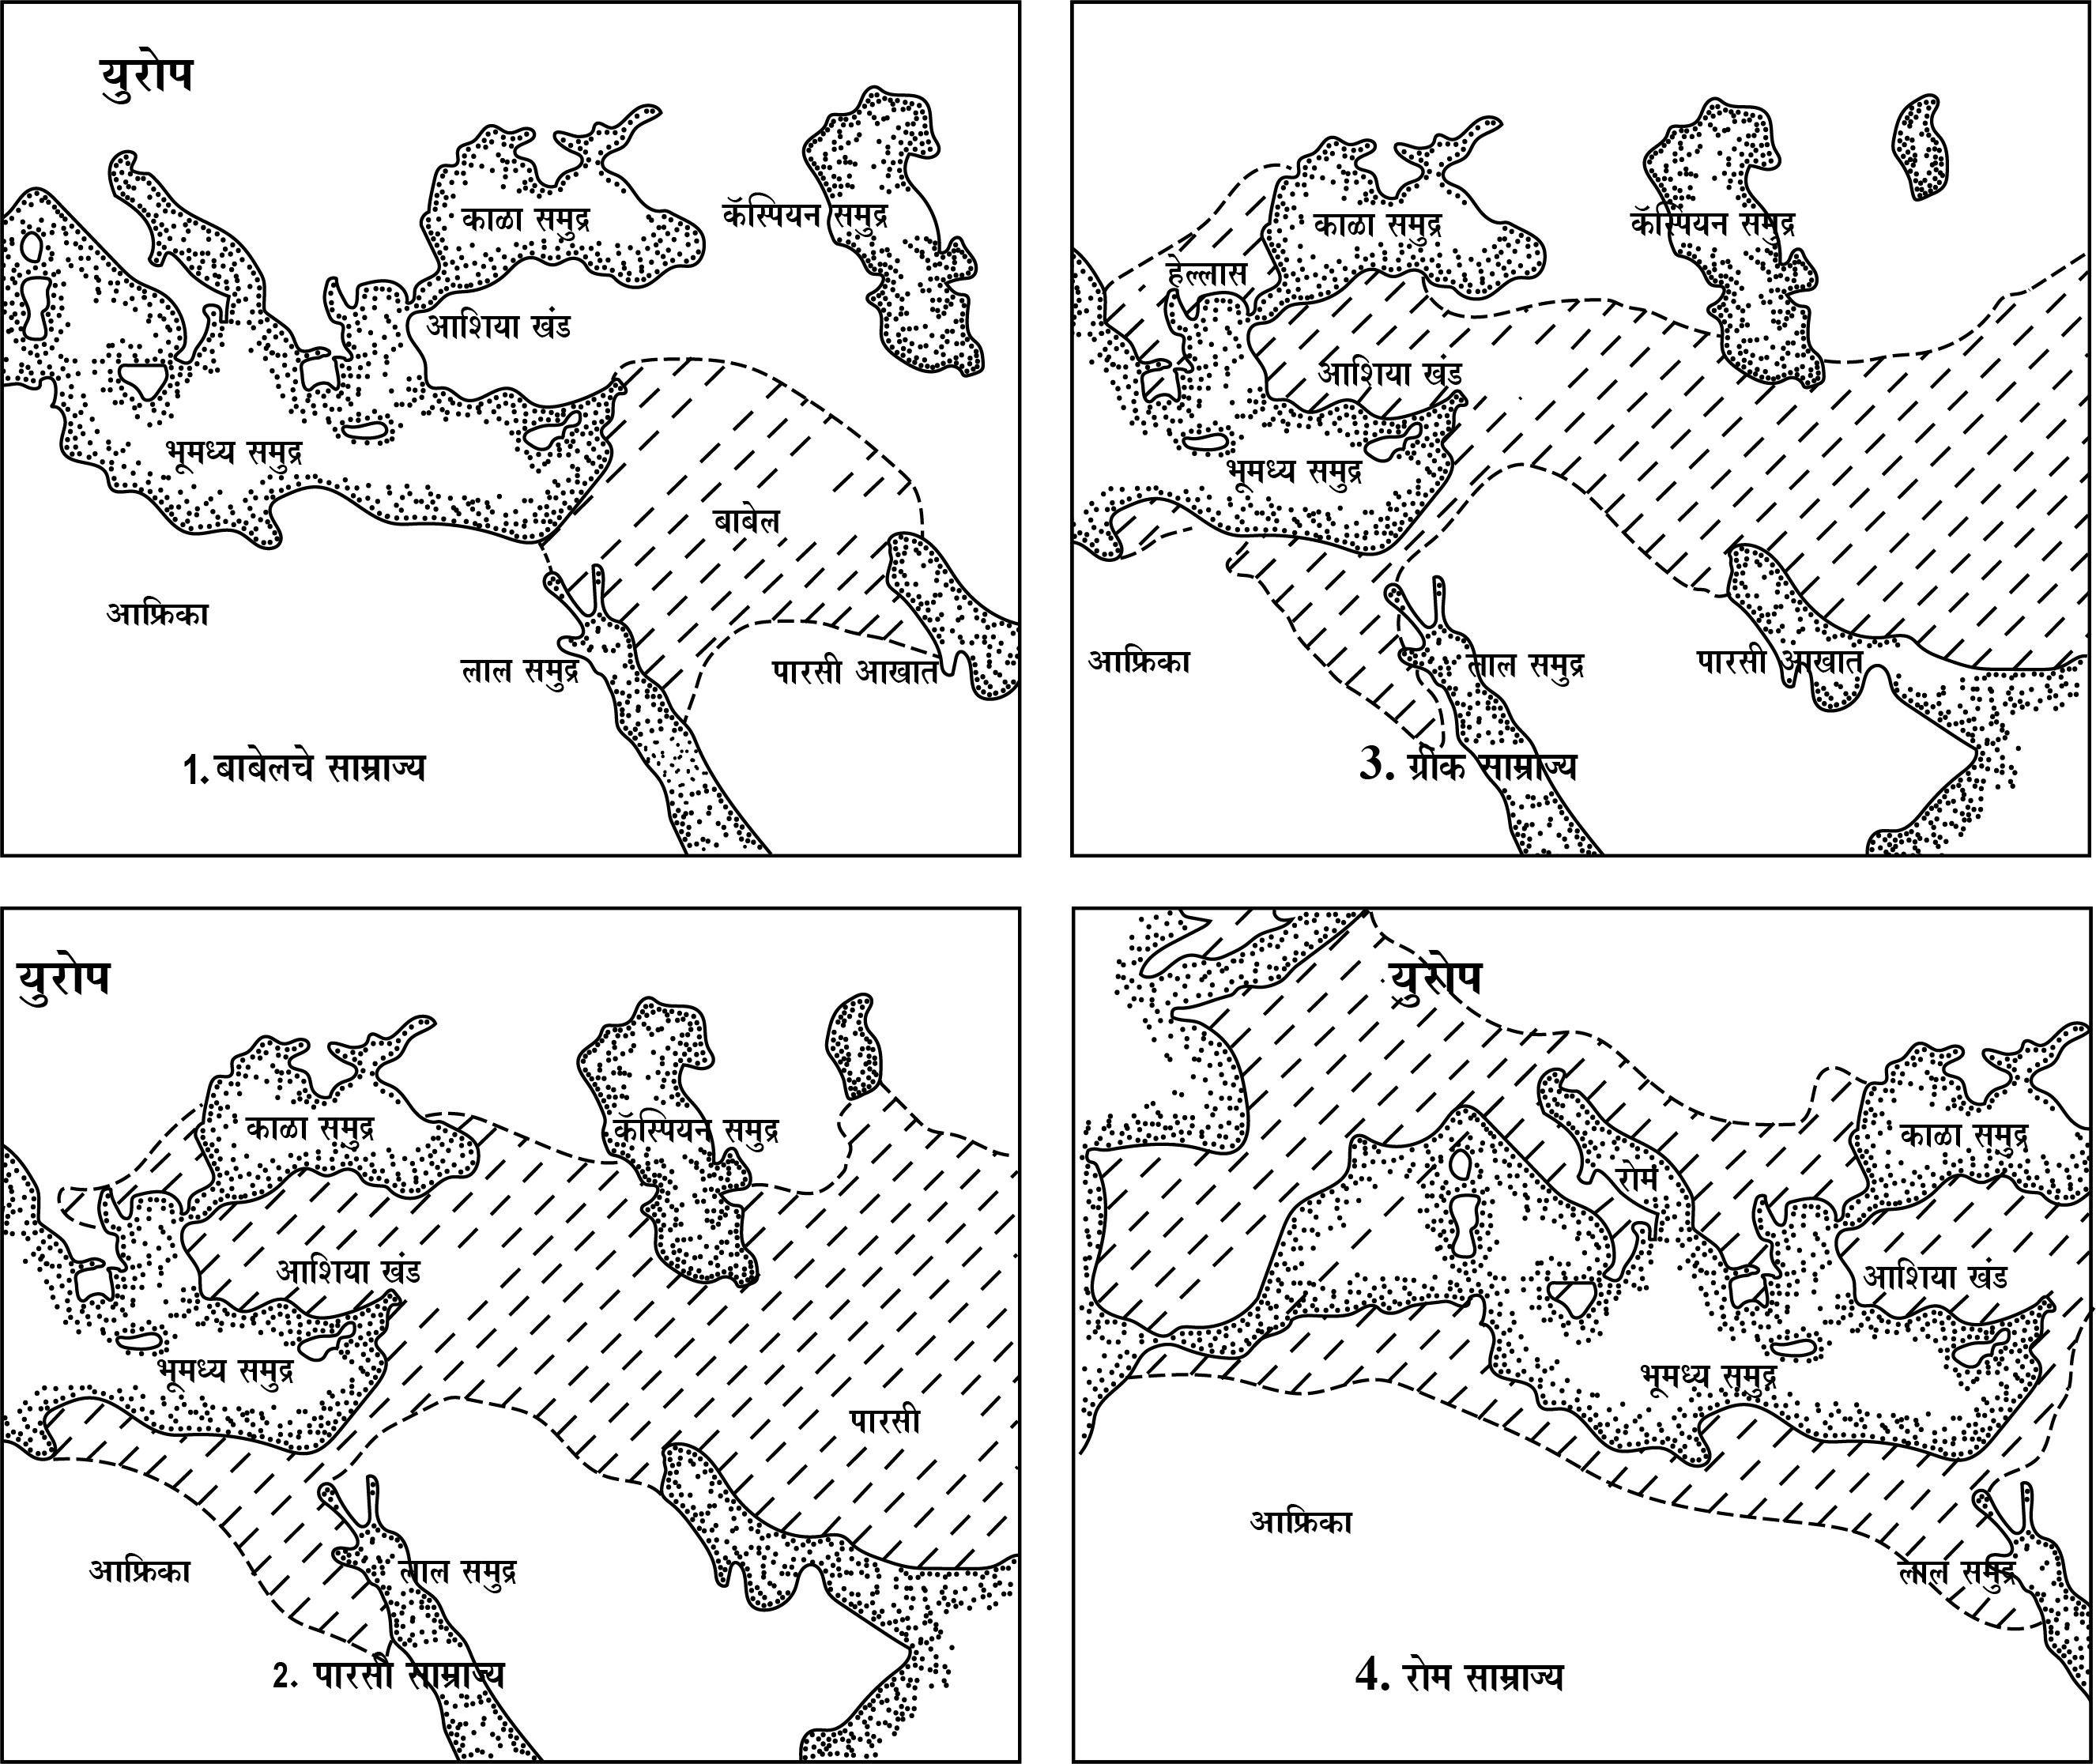 युरोप
काळा समुद्र
कॅस्पियन समुद्र
आशिया खंड
भूमध्य समुद्र
बाबेल
आफ्रिका
लाल समुद्र
पारसी आखात
1. बाबेलचे साम्राज्य
काळा समुद्र
कॅस्पियन समुद्र
हेल्लास
आशिया खंड
भूमध्य समुद्र
आफ्रिका
लाल समुद्र
पारसी आखात
3. ग्रीक साम्राज्य
युरोप
काळा समुद्र
कॅस्पियन समुद्र
आशिया खंड
भूमध्य समुद्र
पारसी
आफ्रिका
लाल समुद्र
2. पारसी साम्राज्य
युरोप
काळा समुद्र
रोम
आशिया खंड
भूमध्य समुद्र
आफ्रिका
लाल समुद्र
4. रोम साम्राज्य